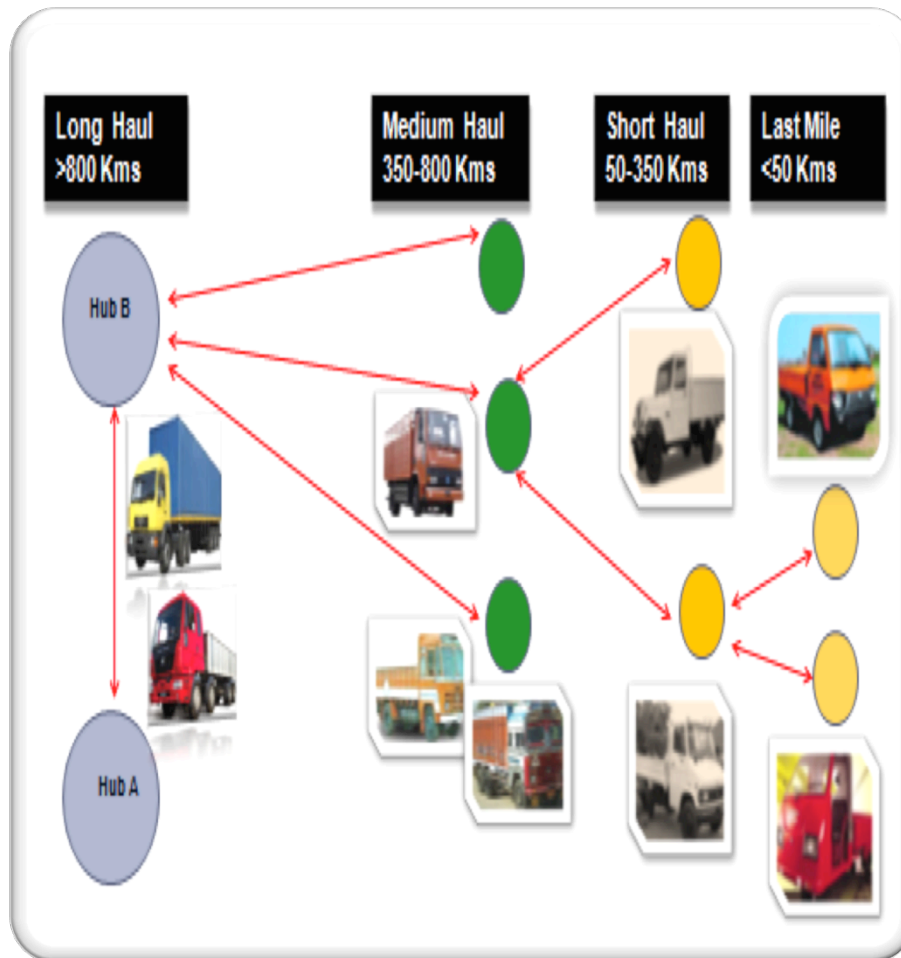 Long Haul
>800 Kms
Medium Haul
350-800 Kms
Short Haul
50-350 Kms
Last Mile
<50 Kms
Hub B
Hub A